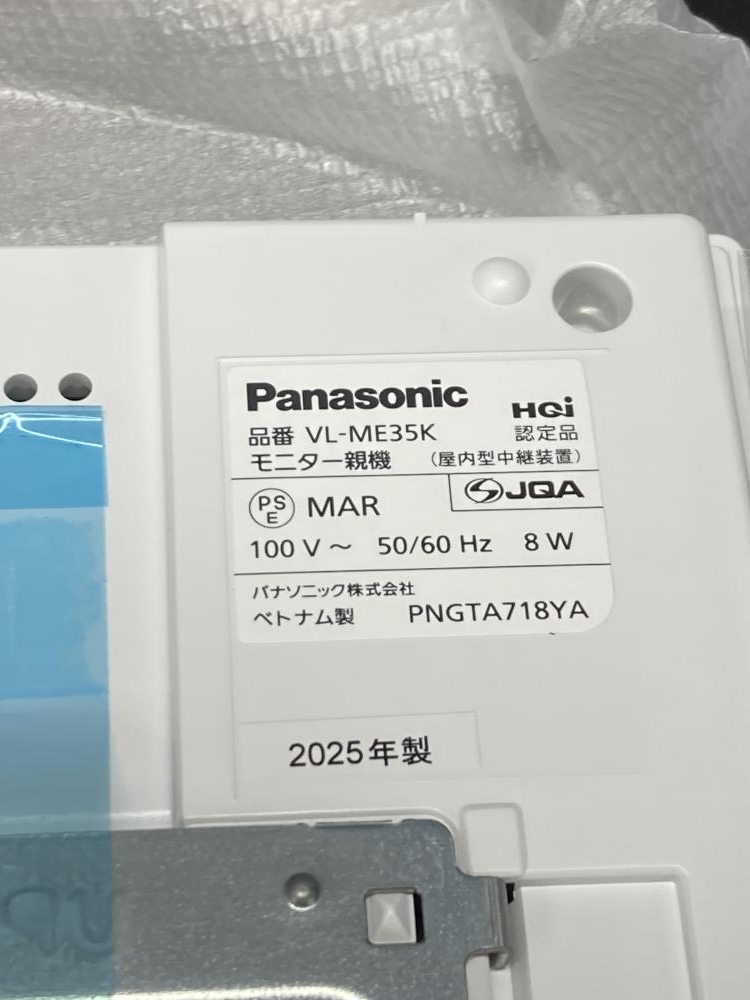 Panasonic
HQi
品番 VL-ME35K
認定品
モニター親機
（屋内型中継装置）
PSE MAR
JQA
100 V ～ 50/60 Hz 8 W
パナソニック株式会社
ベトナム製 PNGTA718YA
2025年製